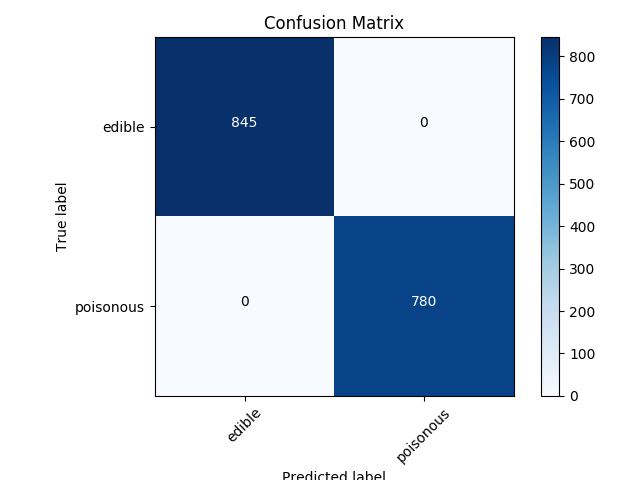 Confusion Matrix
True label
edible
845
0
poisonous
0
780
edible
poisonous
Predicted label
800
700
600
500
400
300
200
100
0